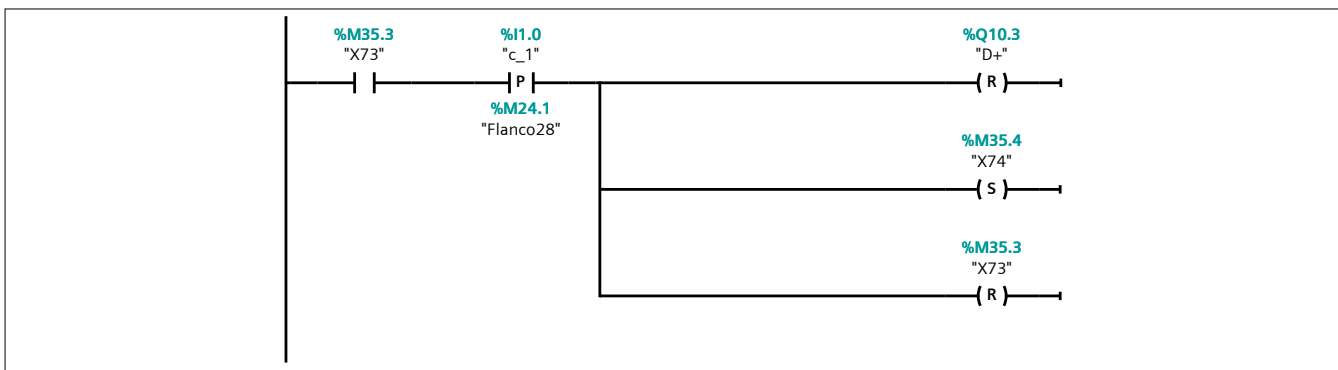 %M35.3
"X73"
%I1.0
"c_1"
P
%M24.1
"Flanco28"
%Q10.3
"D+"
( R )
%M35.4
"X74"
( S )
%M35.3
"X73"
( R )